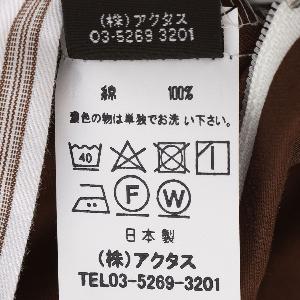 (株)アクタス
03-5269 3201
綿 100%
濃色の物は単独でお洗い下さい。
40
F W
日本製
(株)アクタス
TEL03-5269-3201